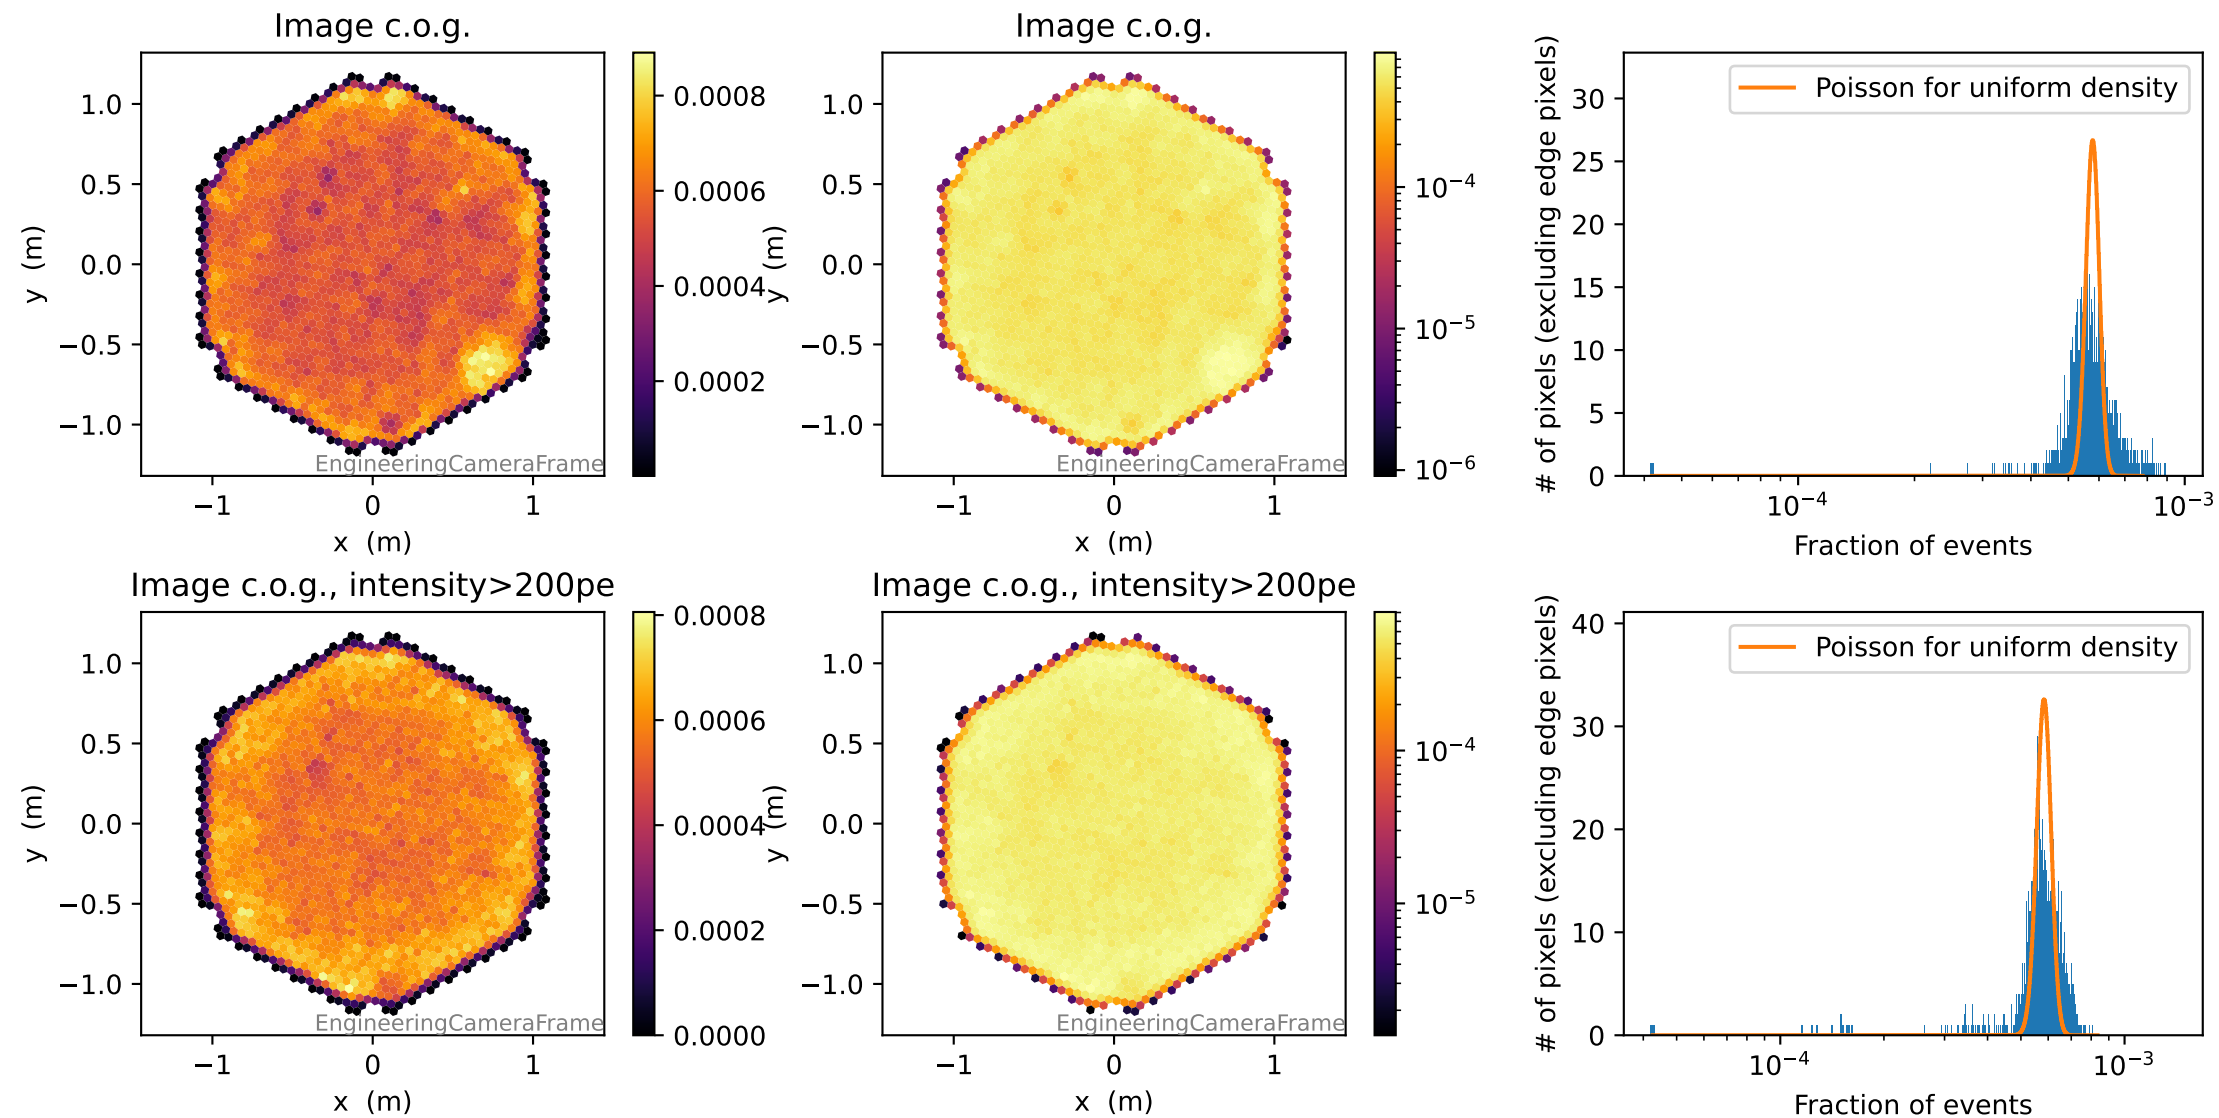 Image c.o.g.
y (m)
1.0
0.5
0.0
−0.5
−1.0
−1 0 1
x (m)
EngineeringCameraFrame
0.0008
0.0006
0.0004
0.0002
Image c.o.g.
y (m)
1.0
0.5
0.0
−0.5
−1.0
−1 0 1
x (m)
EngineeringCameraFrame
10⁻⁴
10⁻⁵
10⁻⁶
# of pixels (excluding edge pixels)
30
25
20
15
10
5
0
Poisson for uniform density
10⁻⁴ 10⁻³
Fraction of events
Image c.o.g., intensity>200pe
y (m)
1.0
0.5
0.0
−0.5
−1.0
−1 0 1
x (m)
EngineeringCameraFrame
0.0008
0.0006
0.0004
0.0002
0.0000
Image c.o.g., intensity>200pe
y (m)
1.0
0.5
0.0
−0.5
−1.0
−1 0 1
x (m)
EngineeringCameraFrame
10⁻⁴
10⁻⁵
# of pixels (excluding edge pixels)
40
30
20
10
0
Poisson for uniform density
10⁻⁴ 10⁻³
Fraction of events